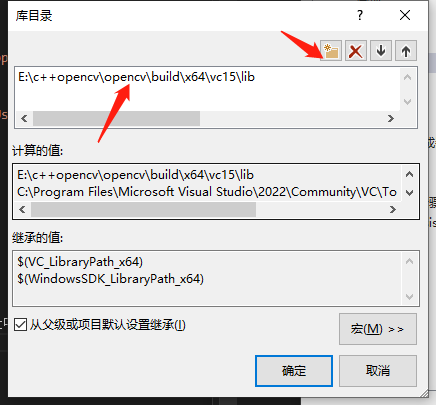 库目录
E:\c++opencv\opencv\build\x64\vc15\lib
计算的值:
E:\c++opencv\opencv\build\x64\vc15\lib
C:\Program Files\Microsoft Visual Studio\2022\Community\VC\To
继承的值:
$(VC_LibraryPath_x64)
$(WindowsSDK_LibraryPath_x64)
从父级或项目默认设置继承(I)
宏(M) >>
确定
取消